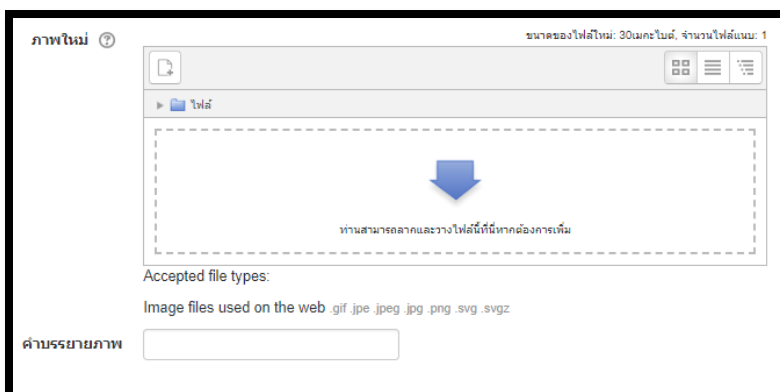 ภาพใหม่
ขนาดของไฟล์ใหม่: 30เมกะไบต์, จำนวนไฟล์แนบ: 1
ไฟล์
ท่านสามารถลากและวางไฟล์นี้ที่นี่หากต้องการเพิ่ม
Accepted file types:
Image files used on the web .gif .jpe .jpeg .jpg .png .svg .svgz
คำบรรยายภาพ